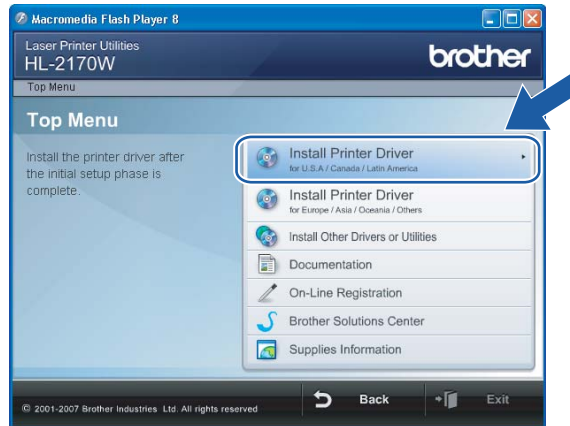 Macromedia Flash Player 8
Laser Printer Utilities
HL-2170W
brother
Top Menu
Top Menu
Install the printer driver after
the initial setup phase is
complete.
Install Printer Driver
for U.S.A / Canada / Latin America
Install Printer Driver
for Europe / Asia / Oceania / Others
Install Other Drivers or Utilities
Documentation
On-Line Registration
Brother Solutions Center
Supplies Information
© 2001-2007 Brother Industries Ltd. All rights reserved
Back
Exit